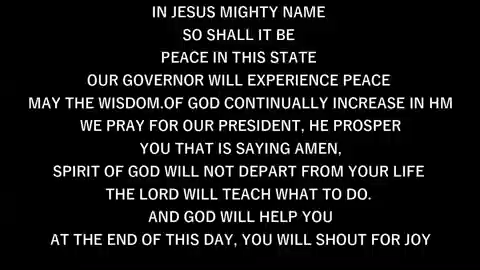 IN JESUS MIGHTY NAME
SO SHALL IT BE
PEACE IN THIS STATE
OUR GOVERNOR WILL EXPERIENCE PEACE
MAY THE WISDOM.OF GOD CONTINUALLY INCREASE IN HM
WE PRAY FOR OUR PRESIDENT, HE PROSPER
YOU THAT IS SAYING AMEN,
SPIRIT OF GOD WILL NOT DEPART FROM YOUR LIFE
THE LORD WILL TEACH WHAT TO DO.
AND GOD WILL HELP YOU
AT THE END OF THIS DAY, YOU WILL SHOUT FOR JOY